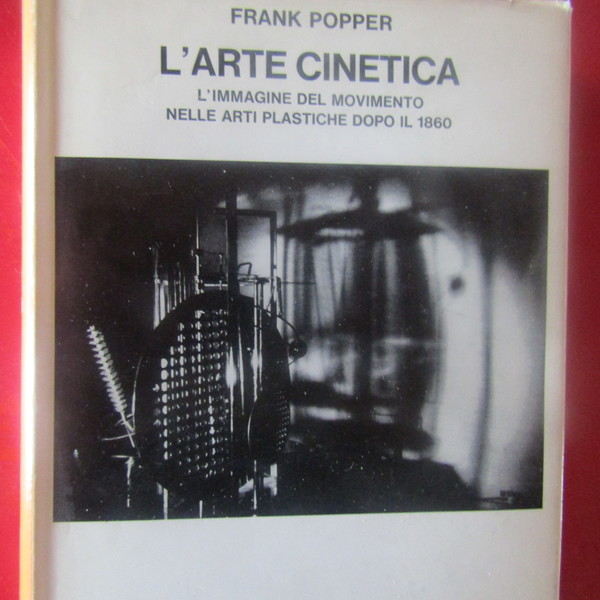 FRANK POPPER
L'ARTE CINETICA
L'IMMAGINE DEL MOVIMENTO
NELLE ARTI PLASTICHE DOPO IL 1860